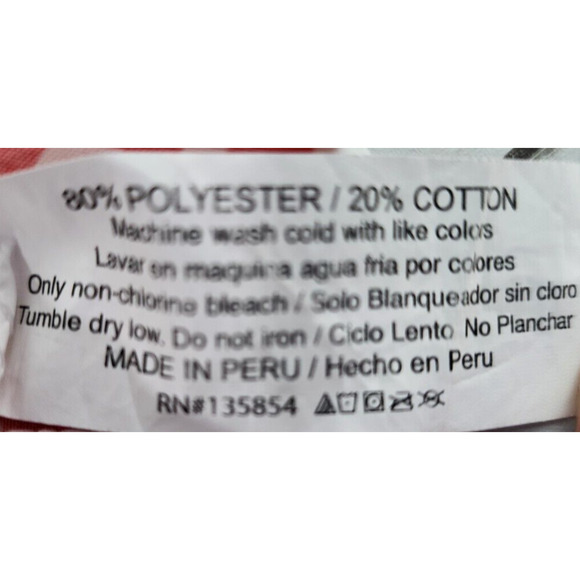 80% POLYESTER / 20% COTTON
Machine wash cold with like colors
Lavar en maquina agua fria por colores
Only non-chlorine bleach / Solo Blanqueador sin cloro
Tumble dry low. Do not iron / Ciclo Lento No Planchar
MADE IN PERU / Hecho en Peru
RN#135854